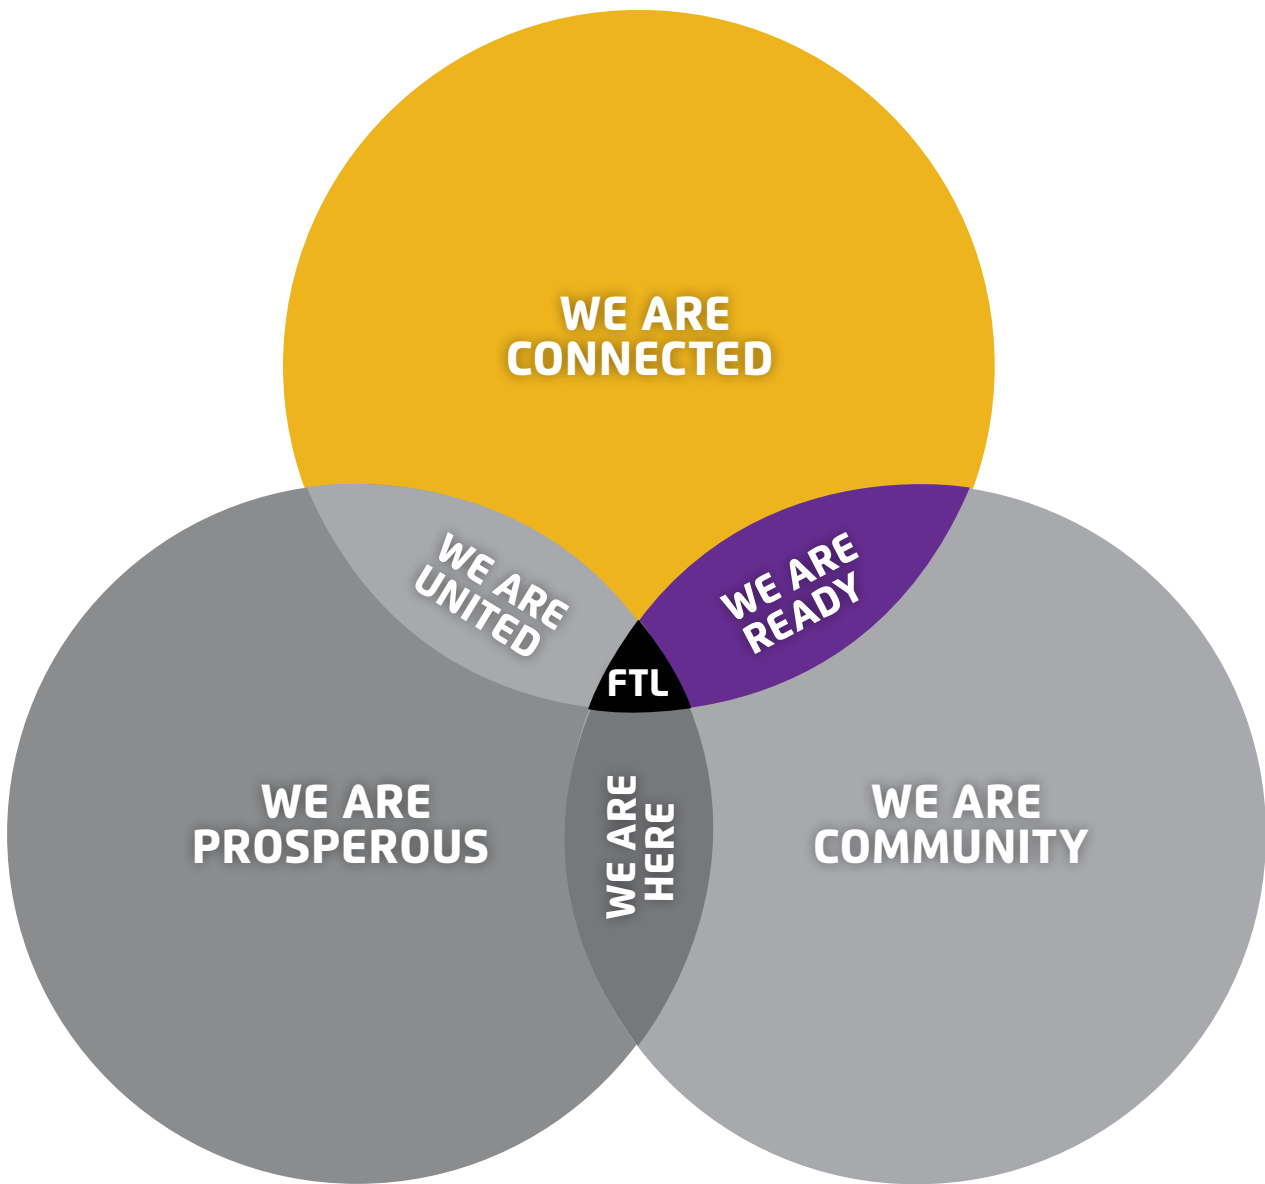 WE ARE
CONNECTED
WE ARE
UNITED
WE ARE
READY
FTL
WE ARE
PROSPEROUS
WE ARE
HERE
WE ARE
COMMUNITY